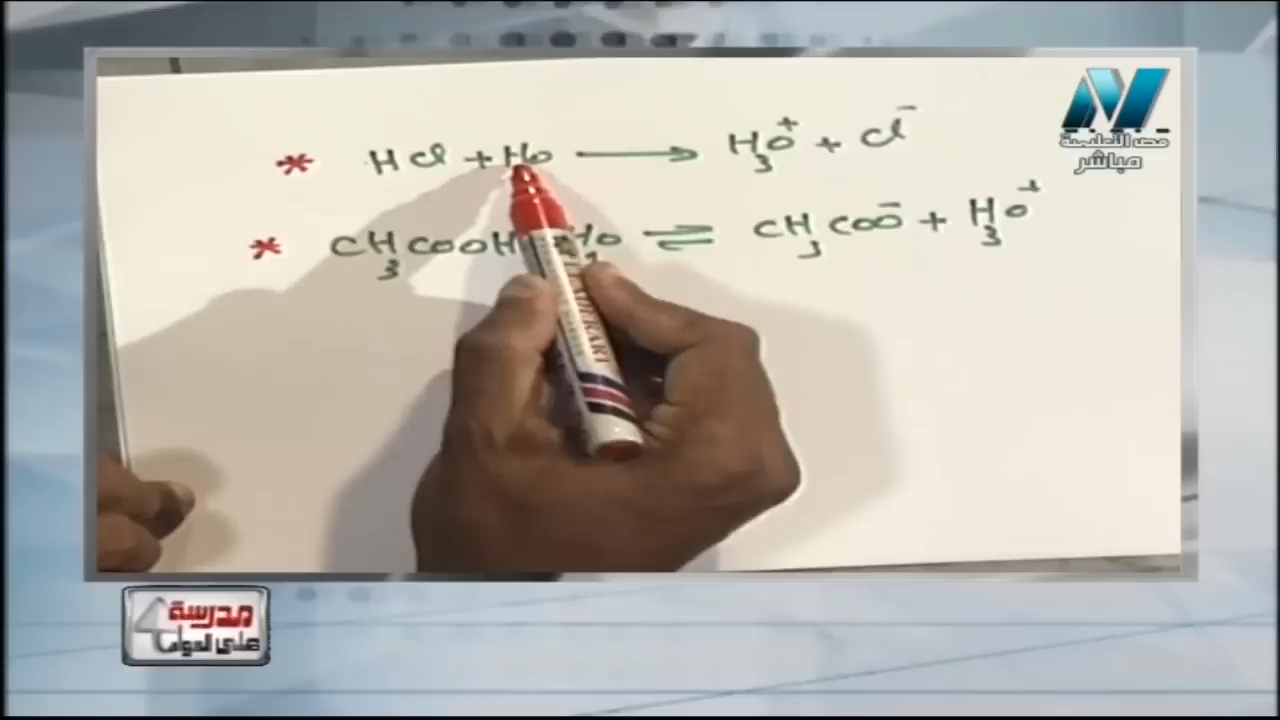 مصر التعليمية
مباشر
* HCl + H₂O ⟶ H₃O⁺ + Cl⁻
* CH₃COOH H₂O ⇌ CH₃COO⁻ + H₃O⁺
مدرسة
على الهواء